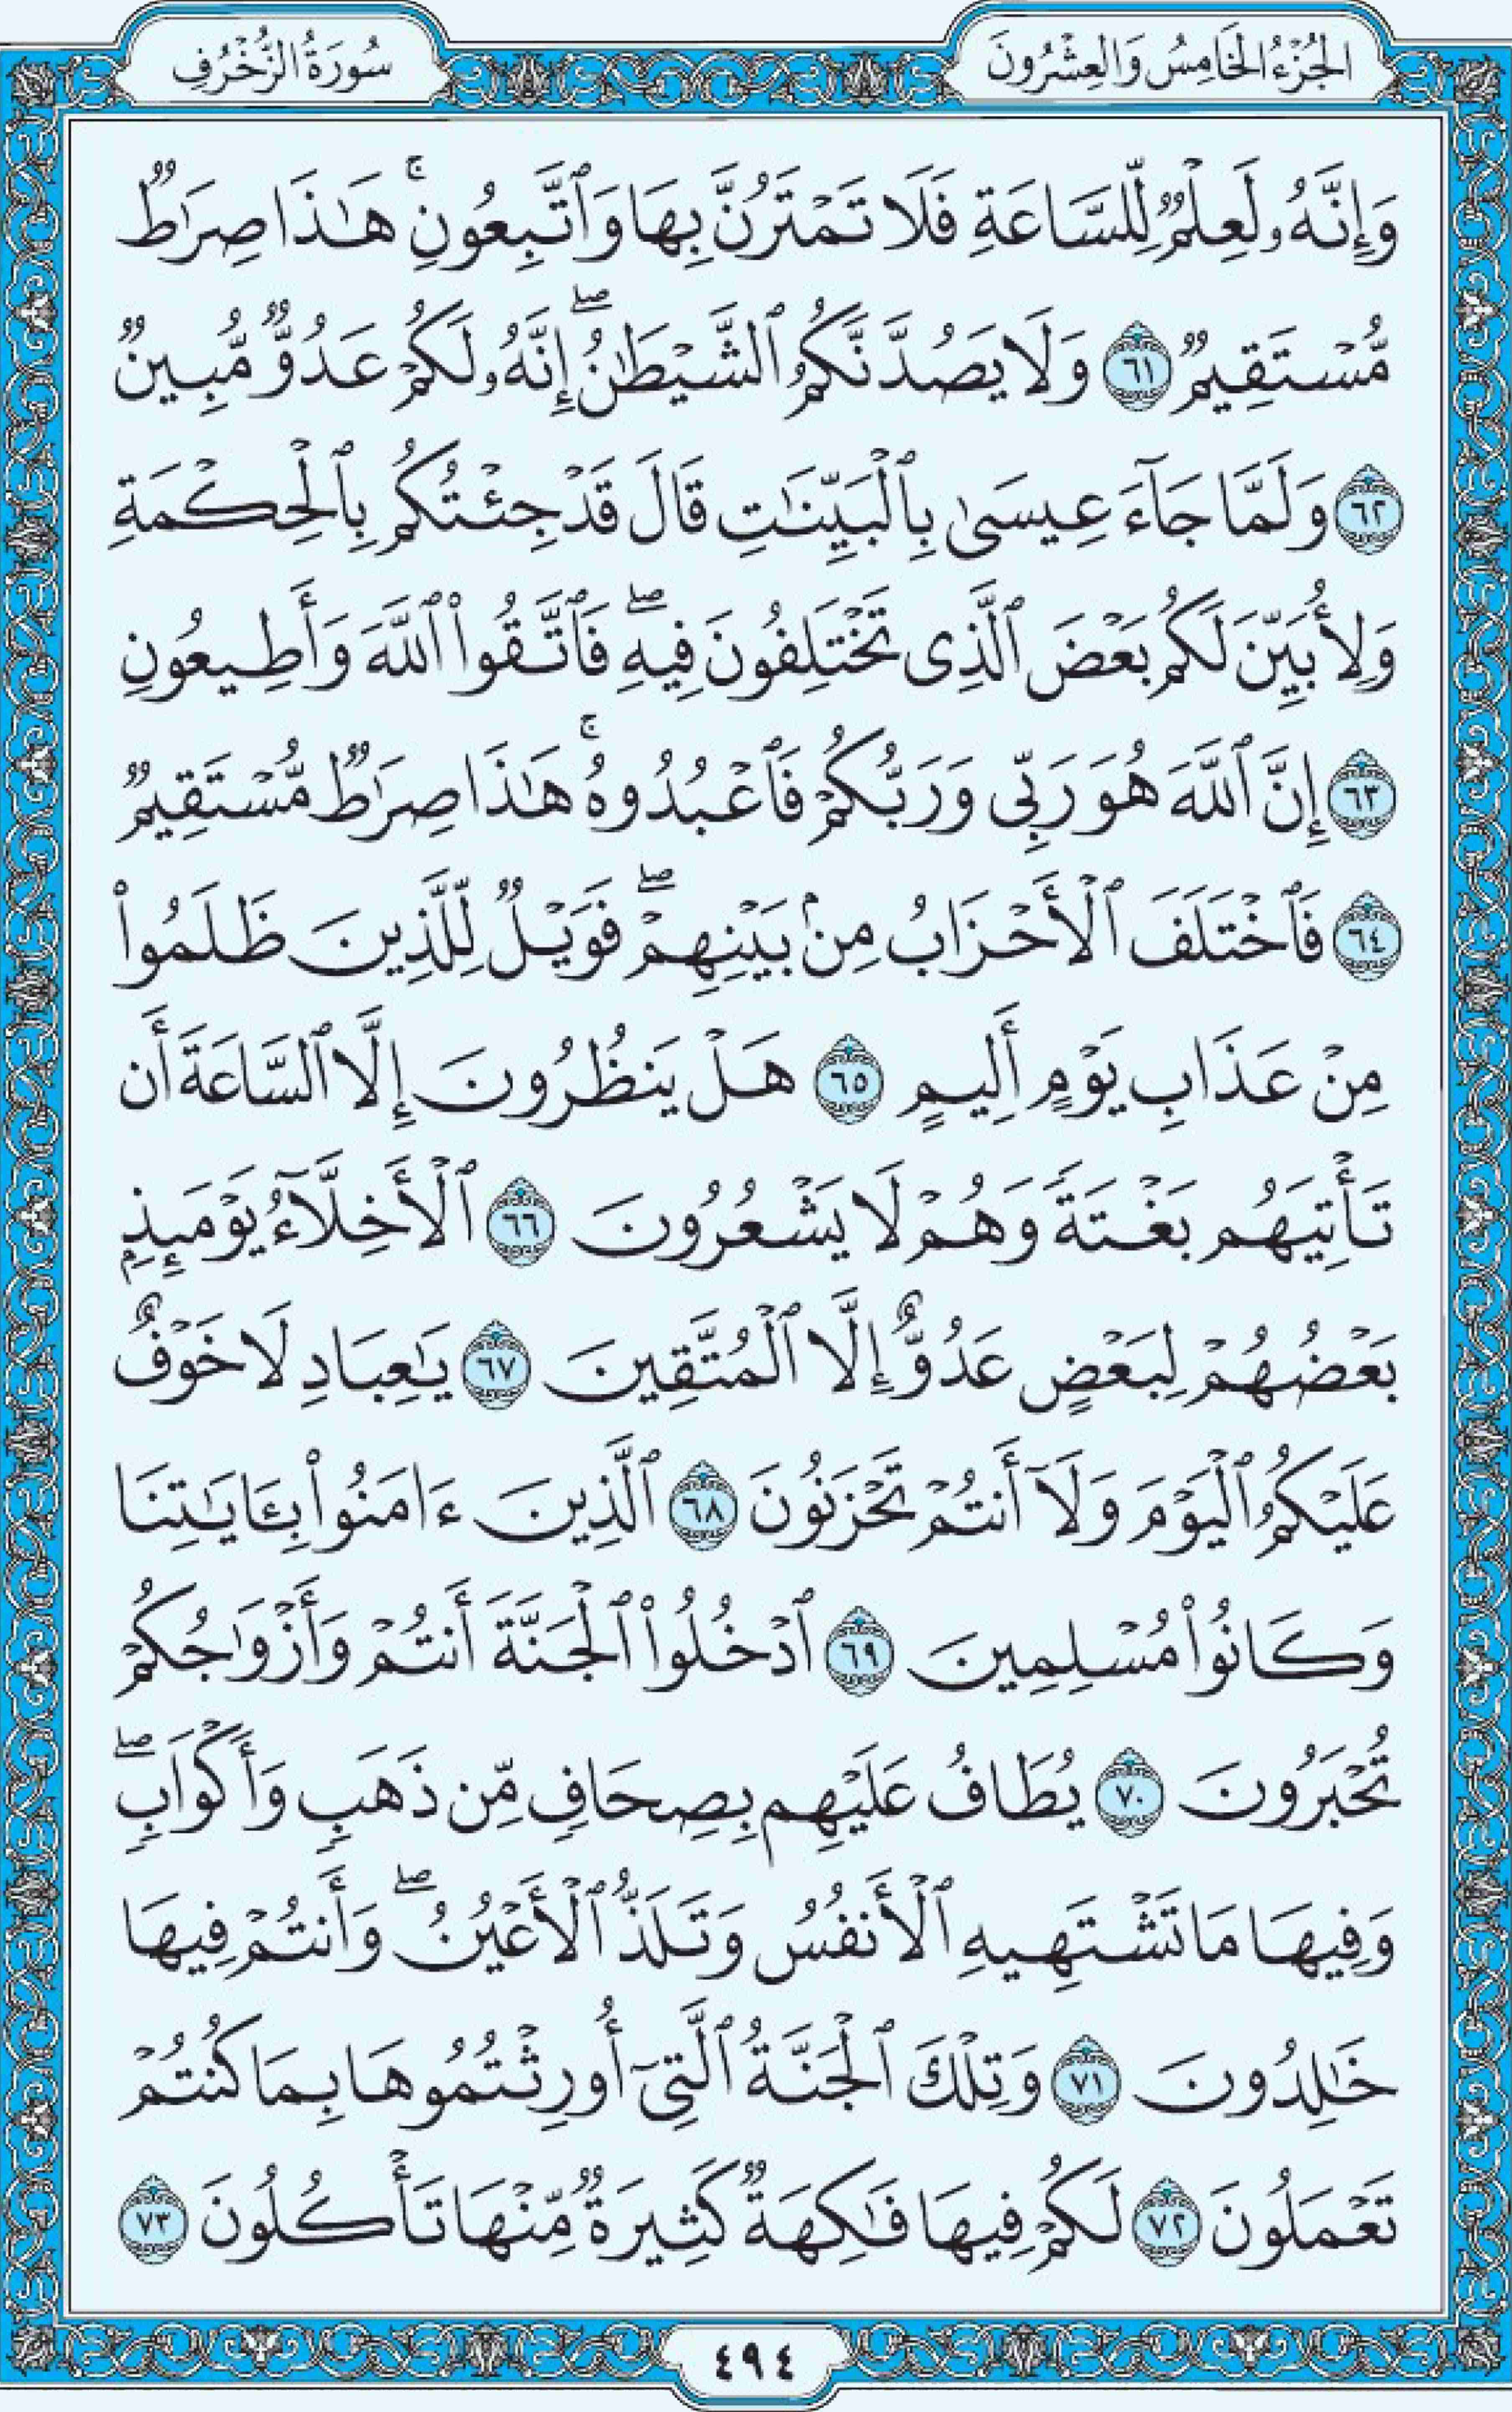 الجُزْءُ الخَامِسُ وَالعِشْرُونَ
سُورَةُ الزُّخْرُفِ
وَإِنَّهُۥ لَعِلْمٌ لِّلسَّاعَةِ فَلَا تَمْتَرُنَّ بِهَا وَٱتَّبِعُونِ ۚ هَـٰذَا صِرَٰطٌ
مُّسْتَقِيمٌ ٦١ وَلَا يَصُدَّنَّكُمُ ٱلشَّيْطَـٰنُ ۖ إِنَّهُۥ لَكُمْ عَدُوٌّ مُّبِينٌ
٦٢ وَلَمَّا جَآءَ عِيسَىٰ بِٱلْبَيِّنَـٰتِ قَالَ قَدْ جِئْتُكُم بِٱلْحِكْمَةِ
وَلِأُبَيِّنَ لَكُم بَعْضَ ٱلَّذِى تَخْتَلِفُونَ فِيهِ ۖ فَٱتَّقُوا۟ ٱللَّهَ وَأَطِيعُونِ
٦٣ إِنَّ ٱللَّهَ هُوَ رَبِّى وَرَبُّكُمْ فَٱعْبُدُوهُ ۚ هَـٰذَا صِرَٰطٌ مُّسْتَقِيمٌ
٦٤ فَٱخْتَلَفَ ٱلْأَحْزَابُ مِنۢ بَيْنِهِمْ ۖ فَوَيْلٌ لِّلَّذِينَ ظَلَمُوا۟
مِنْ عَذَابِ يَوْمٍ أَلِيمٍ ٦٥ هَلْ يَنظُرُونَ إِلَّا ٱلسَّاعَةَ أَن
تَأْتِيَهُم بَغْتَةً وَهُمْ لَا يَشْعُرُونَ ٦٦ ٱلْأَخِلَّآءُ يَوْمَئِذٍۭ
بَعْضُهُمْ لِبَعْضٍ عَدُوٌّ إِلَّا ٱلْمُتَّقِينَ ٦٧ يَـٰعِبَادِ لَا خَوْفٌ
عَلَيْكُمُ ٱلْيَوْمَ وَلَآ أَنتُمْ تَحْزَنُونَ ٦٨ ٱلَّذِينَ ءَامَنُوا۟ بِـَٔايَـٰتِنَا
وَكَانُوا۟ مُسْلِمِينَ ٦٩ ٱدْخُلُوا۟ ٱلْجَنَّةَ أَنتُمْ وَأَزْوَٰجُكُمْ
تُحْبَرُونَ ٧٠ يُطَافُ عَلَيْهِم بِصِحَافٍ مِّن ذَهَبٍ وَأَكْوَابٍ ۖ
وَفِيهَا مَا تَشْتَهِيهِ ٱلْأَنفُسُ وَتَلَذُّ ٱلْأَعْيُنُ ۖ وَأَنتُمْ فِيهَا
خَـٰلِدُونَ ٧١ وَتِلْكَ ٱلْجَنَّةُ ٱلَّتِىٓ أُورِثْتُمُوهَا بِمَا كُنتُمْ
تَعْمَلُونَ ٧٢ لَكُمْ فِيهَا فَـٰكِهَةٌ كَثِيرَةٌ مِّنْهَا تَأْكُلُونَ ٧٣
٤٩٤